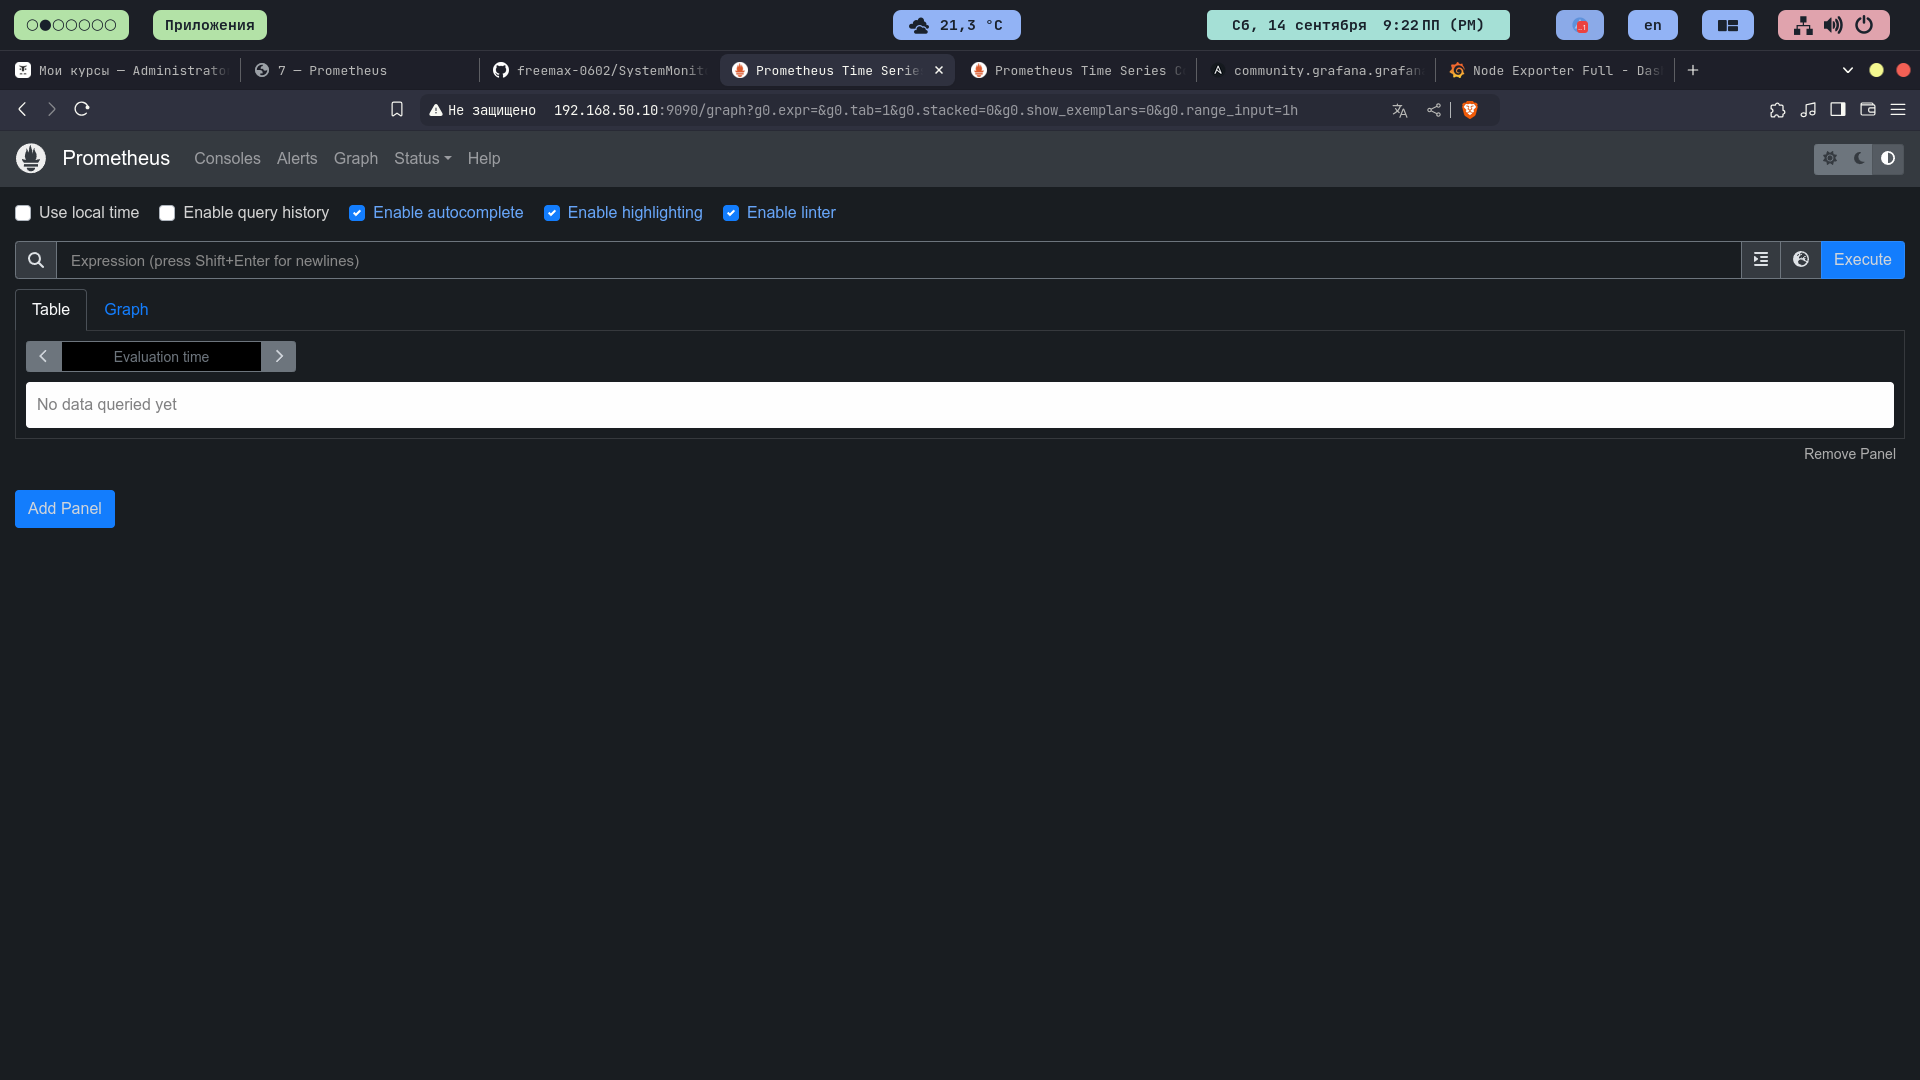 Приложения
21,3 °C
Сб, 14 сентября 9:22 ПП (PM)
en
Мои курсы — Administrato
7 — Prometheus
freemax-0602/SystemMonit
Prometheus Time Serie
Prometheus Time Series C
community.grafana.grafan
Node Exporter Full - Das
Не защищено 192.168.50.10:9090/graph?g0.expr=&g0.tab=1&g0.stacked=0&g0.show_exemplars=0&g0.range_input=1h
Prometheus Consoles Alerts Graph Status Help
Use local time Enable query history Enable autocomplete Enable highlighting Enable linter
Expression (press Shift+Enter for newlines) Execute
Table Graph
Evaluation time
No data queried yet
Remove Panel
Add Panel